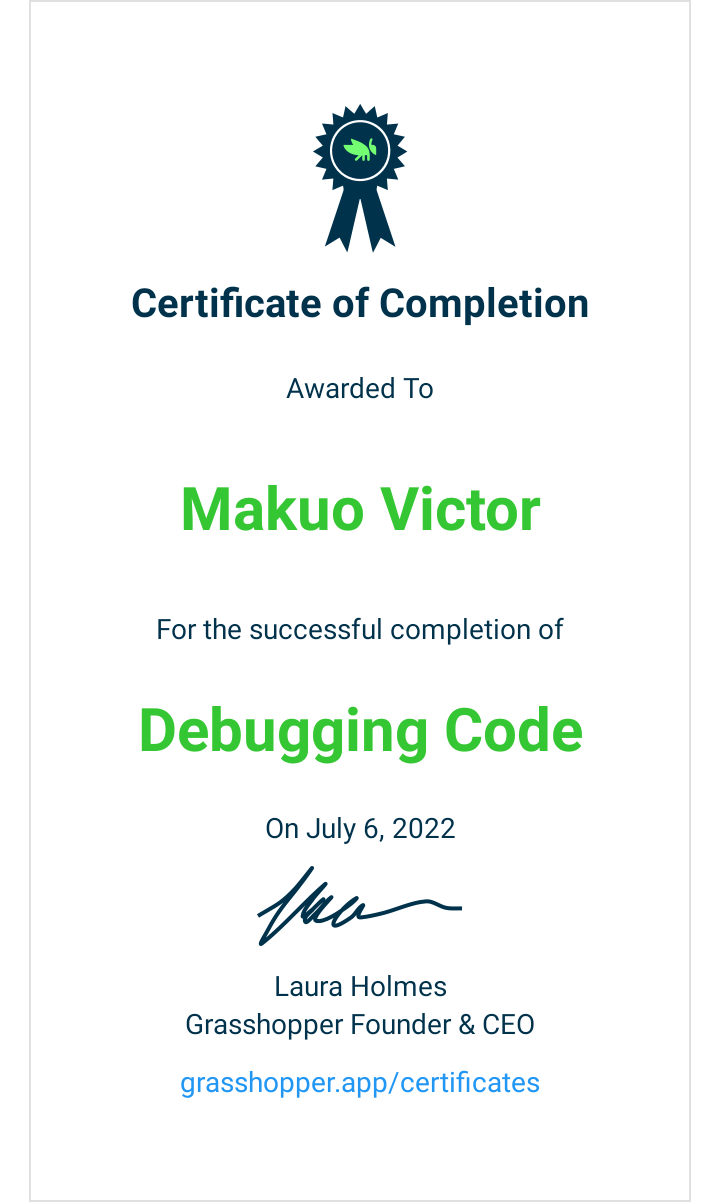 Certificate of Completion
Awarded To
Makuo Victor
For the successful completion of
Debugging Code
On July 6, 2022
Laura Holmes
Grasshopper Founder & CEO
grasshopper.app/certificates